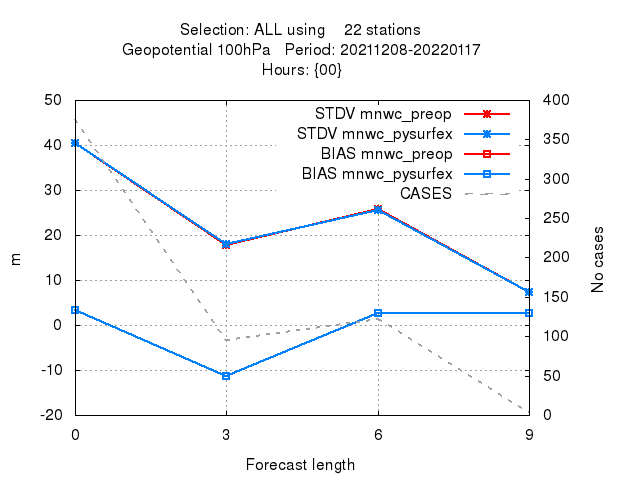 Selection: ALL using    22 stations
Geopotential 100hPa   Period: 20211208-20220117
Hours: {00}
STDV mnwc_preop
STDV mnwc_pysurfex
BIAS mnwc_preop
BIAS mnwc_pysurfex
CASES
50
40
30
20
10
0
-10
-20
m
400
350
300
250
200
150
100
50
0
No cases
0 3 6 9
Forecast length